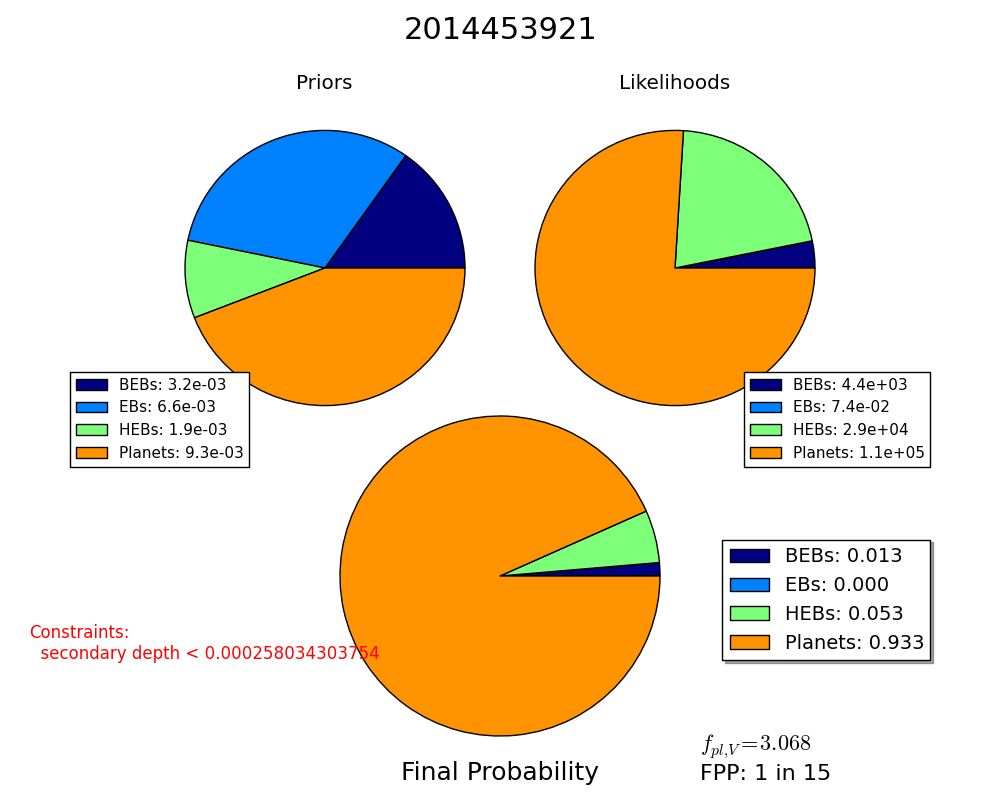 2014453921
Priors
Likelihoods
BEBs: 3.2e-03
EBs: 6.6e-03
HEBs: 1.9e-03
Planets: 9.3e-03
BEBs: 4.4e+03
EBs: 7.4e-02
HEBs: 2.9e+04
Planets: 1.1e+05
BEBs: 0.013
EBs: 0.000
HEBs: 0.053
Planets: 0.933
Constraints:
secondary depth < 0.000258034303754
f_{pl,V}=3.068
Final Probability
FPP: 1 in 15